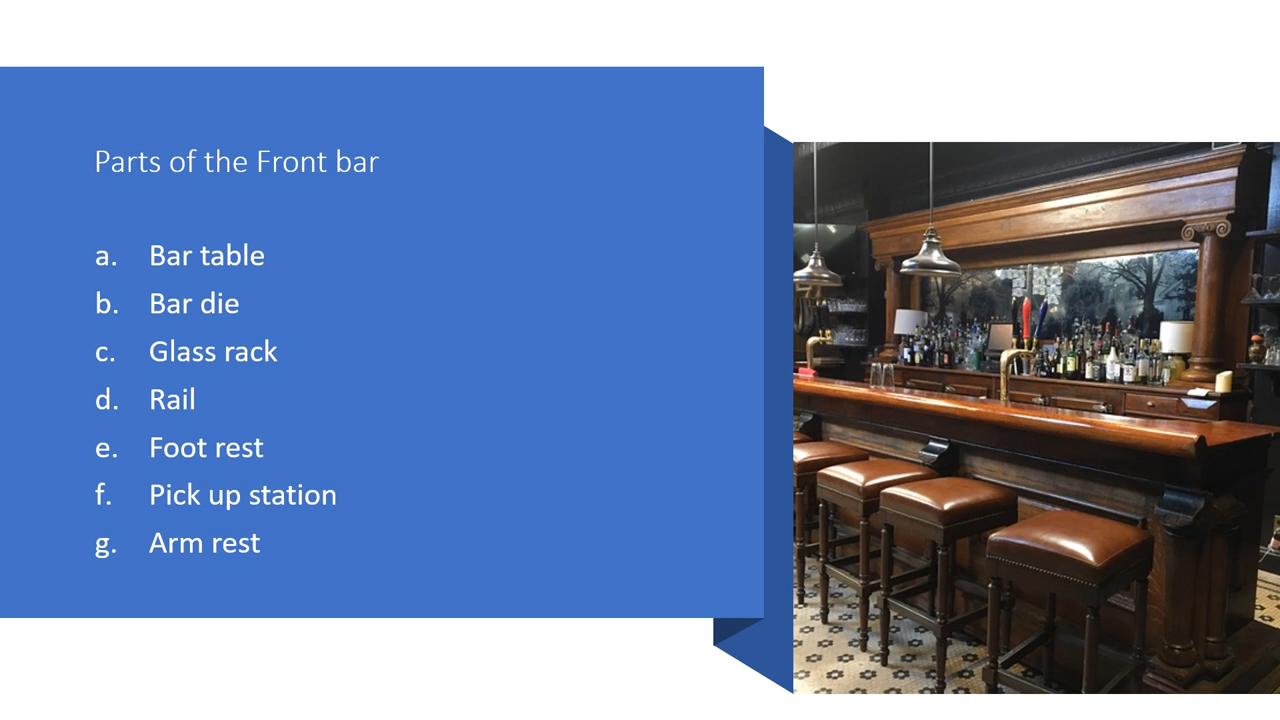 Parts of the Front bar
a. Bar table
b. Bar die
c. Glass rack
d. Rail
e. Foot rest
f. Pick up station
g. Arm rest